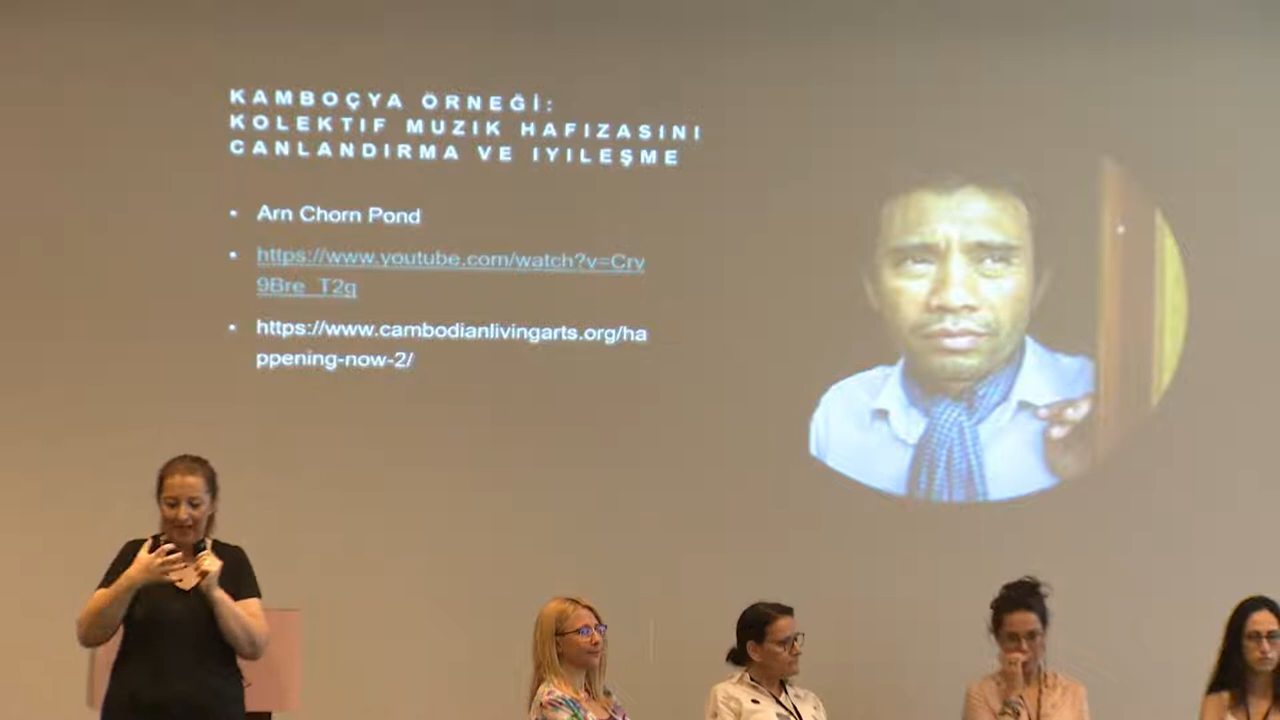 KAMBOÇYA ÖRNEĞİ:
KOLEKTIF MUZIK HAFIZASINI
CANLANDIRMA VE IYILEŞME
• Arn Chorn Pond
• https://www.youtube.com/watch?v=Crv
9Bre_T2g
• https://www.cambodianlivingarts.org/ha
ppening-now-2/